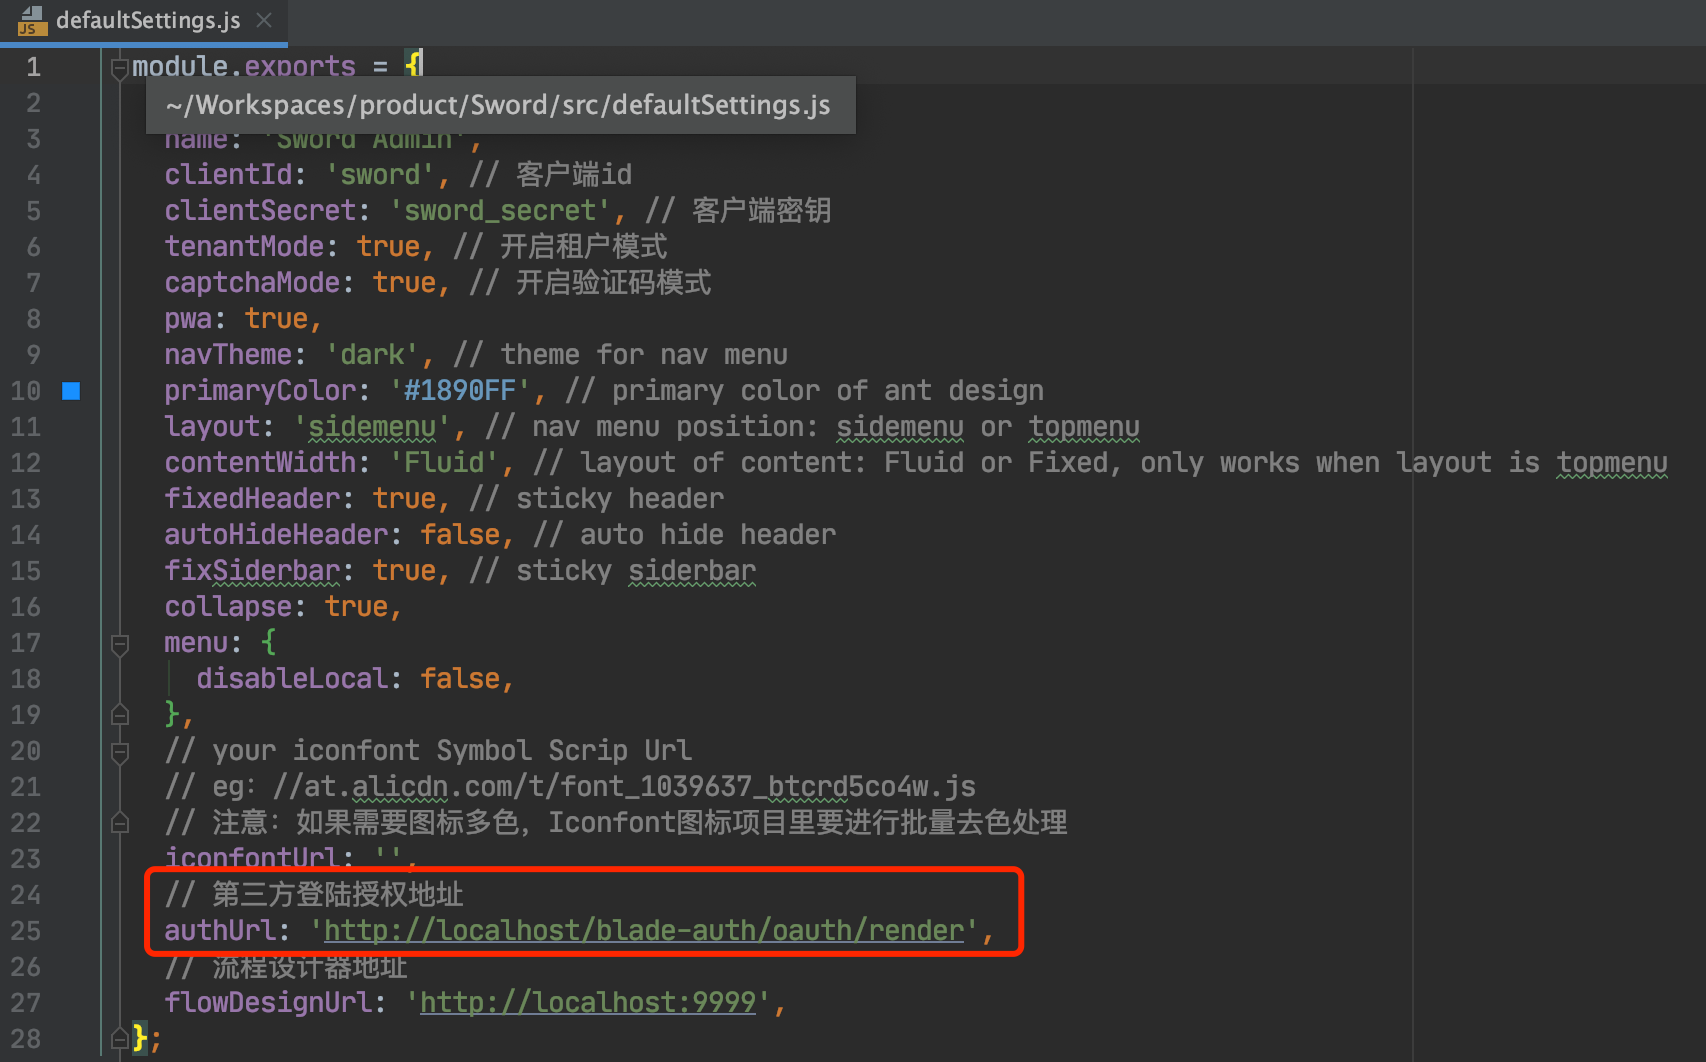 JS defaultSettings.js
1 module.exports = {
2
~/Workspaces/product/Sword/src/defaultSettings.js
3 name: 'Sword Admin',
4 clientId: 'sword', // 客户端id
5 clientSecret: 'sword_secret', // 客户端密钥
6 tenantMode: true, // 开启租户模式
7 captchaMode: true, // 开启验证码模式
8 pwa: true,
9 navTheme: 'dark', // theme for nav menu
10 primaryColor: '#1890FF', // primary color of ant design
11 layout: 'sidemenu', // nav menu position: sidemenu or topmenu
12 contentWidth: 'Fluid', // layout of content: Fluid or Fixed, only works when layout is topmenu
13 fixedHeader: true, // sticky header
14 autoHideHeader: false, // auto hide header
15 fixSiderbar: true, // sticky siderbar
16 collapse: true,
17 menu: {
18 disableLocal: false,
19 },
20 // your iconfont Symbol Scrip Url
21 // eg：//at.alicdn.com/t/font_1039637_btcrd5co4w.js
22 // 注意：如果需要图标多色，Iconfont图标项目里要进行批量去色处理
23 iconfontUrl: '',
24 // 第三方登陆授权地址
25 authUrl: 'http://localhost/blade-auth/oauth/render',
26 // 流程设计器地址
27 flowDesignUrl: 'http://localhost:9999',
28 };